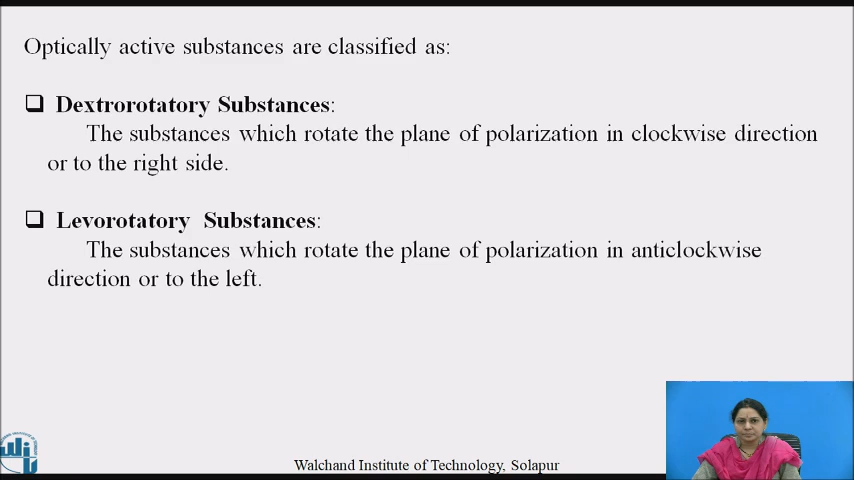 Optically active substances are classified as:
Dextrorotatory Substances:
The substances which rotate the plane of polarization in clockwise direction
or to the right side.
Levorotatory Substances:
The substances which rotate the plane of polarization in anticlockwise
direction or to the left.
Walchand Institute of Technology, Solapur